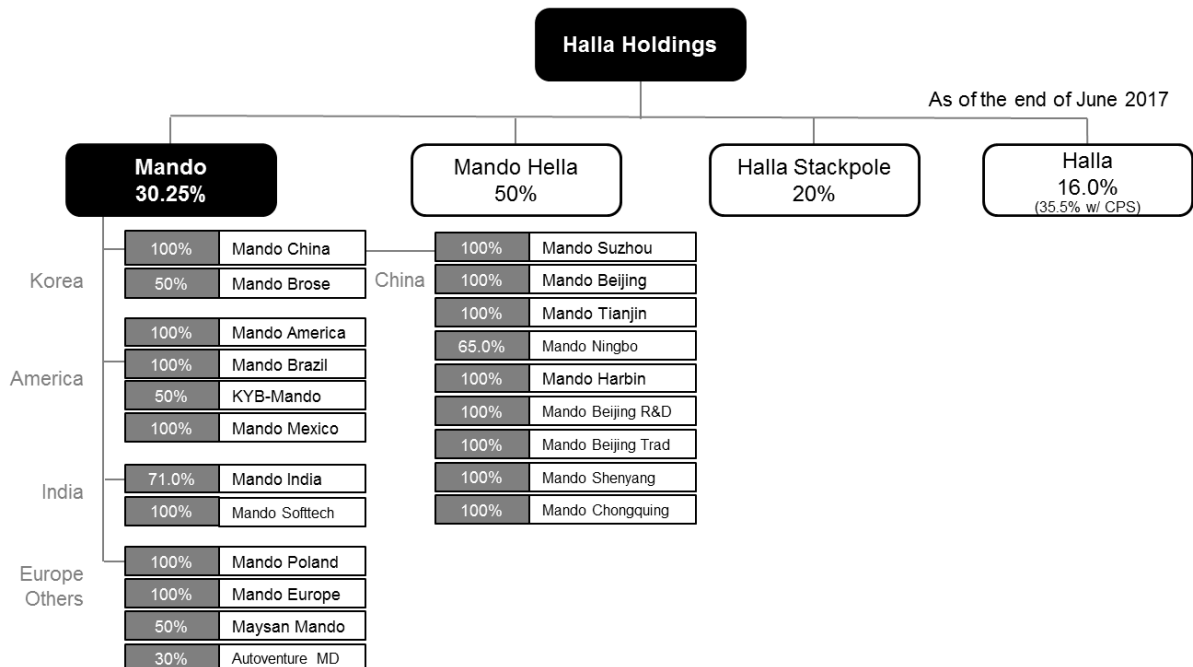 Halla Holdings
As of the end of June 2017
Mando
30.25%
Mando Hella
50%
Halla Stackpole
20%
Halla
16.0%
(35.5% w/ CPS)
Korea
100% Mando China
50% Mando Brose
America
100% Mando America
100% Mando Brazil
50% KYB-Mando
100% Mando Mexico
India
71.0% Mando India
100% Mando Softtech
Europe
Others
100% Mando Poland
100% Mando Europe
50% Maysan Mando
30% Autoventure MD
China
100% Mando Suzhou
100% Mando Beijing
100% Mando Tianjin
65.0% Mando Ningbo
100% Mando Harbin
100% Mando Beijing R&D
100% Mando Beijing Trad
100% Mando Shenyang
100% Mando Chongquing